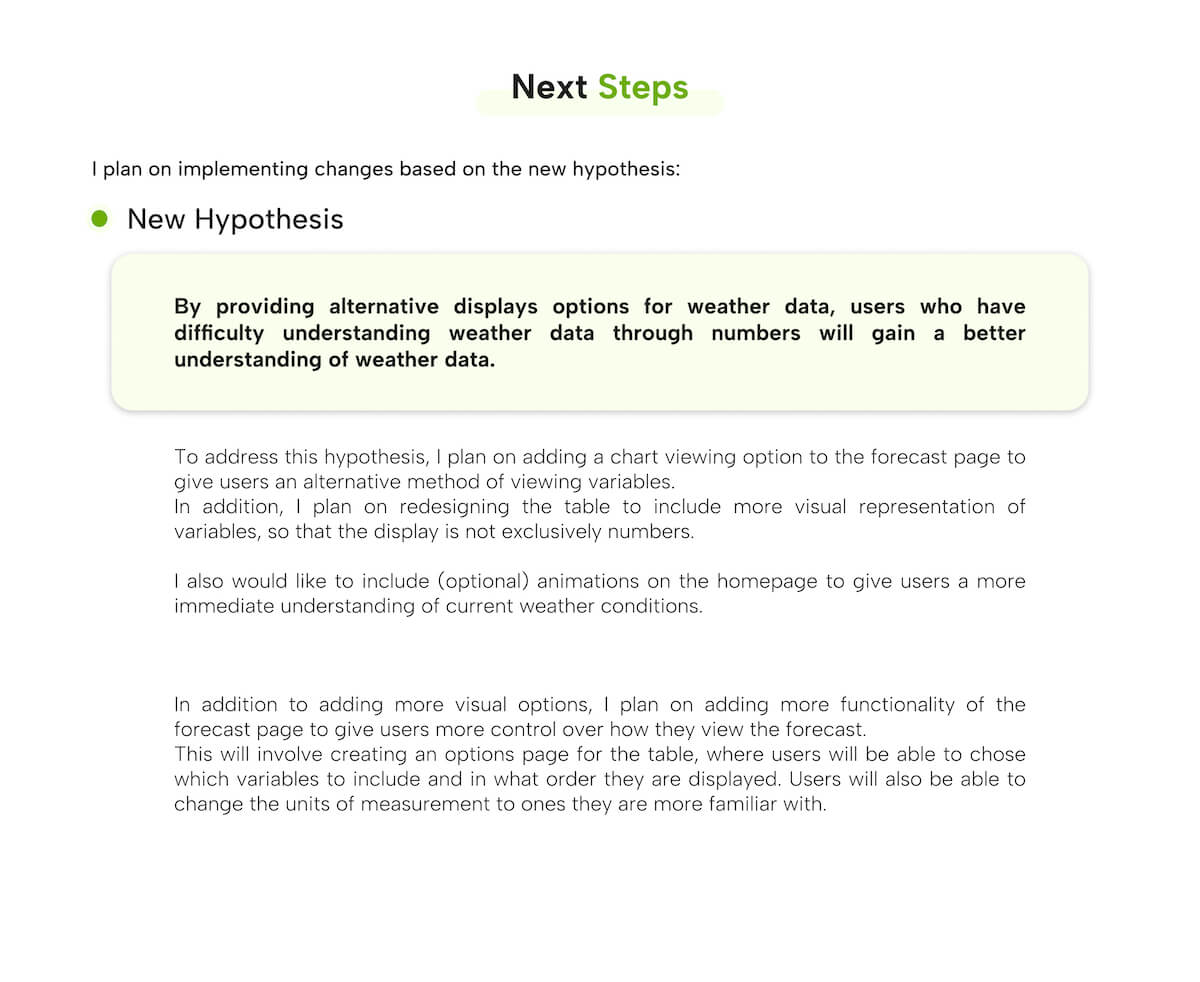 Next Steps
I plan on implementing changes based on the new hypothesis:
New Hypothesis
By providing alternative displays options for weather data, users who have
difficulty understanding weather data through numbers will gain a better
understanding of weather data.
To address this hypothesis, I plan on adding a chart viewing option to the forecast page to
give users an alternative method of viewing variables.
In addition, I plan on redesigning the table to include more visual representation of
variables, so that the display is not exclusively numbers.
I also would like to include (optional) animations on the homepage to give users a more
immediate understanding of current weather conditions.
In addition to adding more visual options, I plan on adding more functionality of the
forecast page to give users more control over how they view the forecast.
This will involve creating an options page for the table, where users will be able to chose
which variables to include and in what order they are displayed. Users will also be able to
change the units of measurement to ones they are more familiar with.